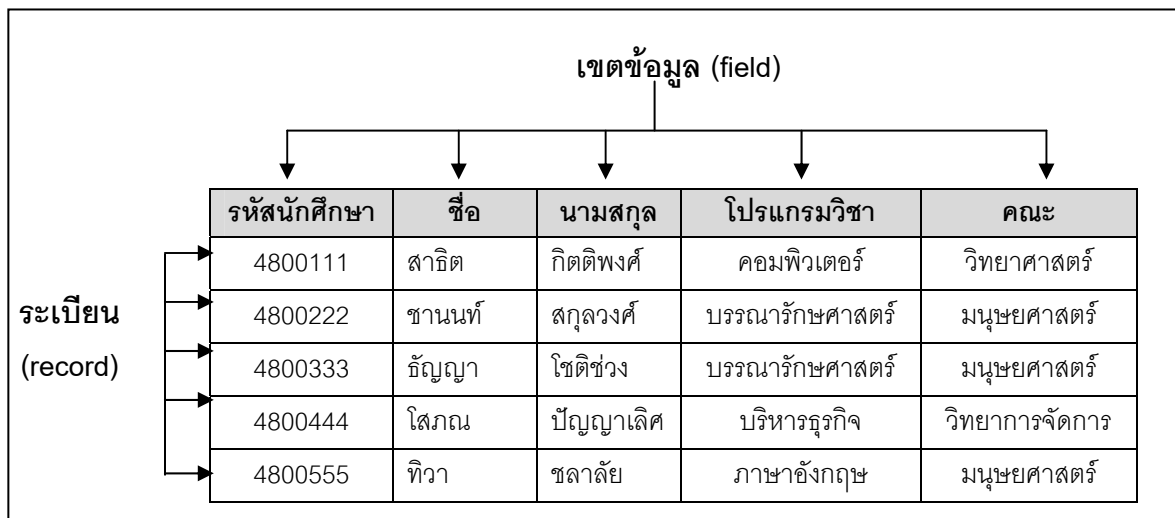 เขตข้อมูล (field)
รหัสนักศึกษา ชื่อ นามสกุล โปรแกรมวิชา คณะ
4800111 สาธิต กิตติพงศ์ คอมพิวเตอร์ วิทยาศาสตร์
ระเบียน
4800222 ชานนท์ สกุลวงศ์ บรรณารักษศาสตร์ มนุษยศาสตร์
(record)
4800333 ธัญญา โชติช่วง บรรณารักษศาสตร์ มนุษยศาสตร์
4800444 โสภณ ปัญญาเลิศ บริหารธุรกิจ วิทยาการจัดการ
4800555 ทิวา ชลาลัย ภาษาอังกฤษ มนุษยศาสตร์